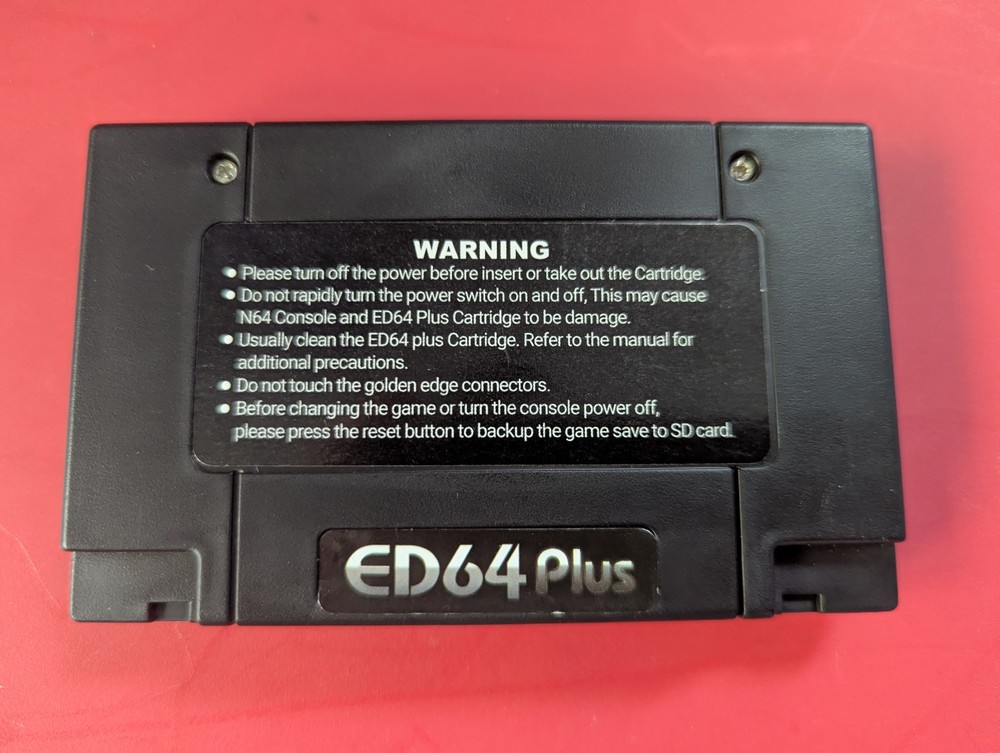 WARNING
• Please turn off the power before insert or take out the Cartridge.
• Do not rapidly turn the power switch on and off, This may cause
N64 Console and ED64 Plus Cartridge to be damage.
• Usually clean the ED64 plus Cartridge. Refer to the manual for
additional precautions.
• Do not touch the golden edge connectors.
• Before changing the game or turn the console power off,
please press the reset button to backup the game save to SD card.
ED64 Plus